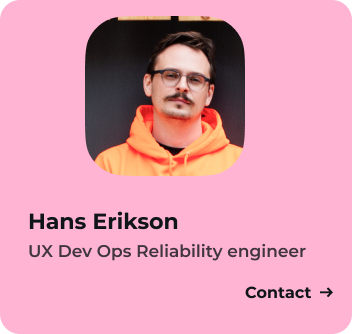 Hans Erikson
UX Dev Ops Reliability engineer
Contact →